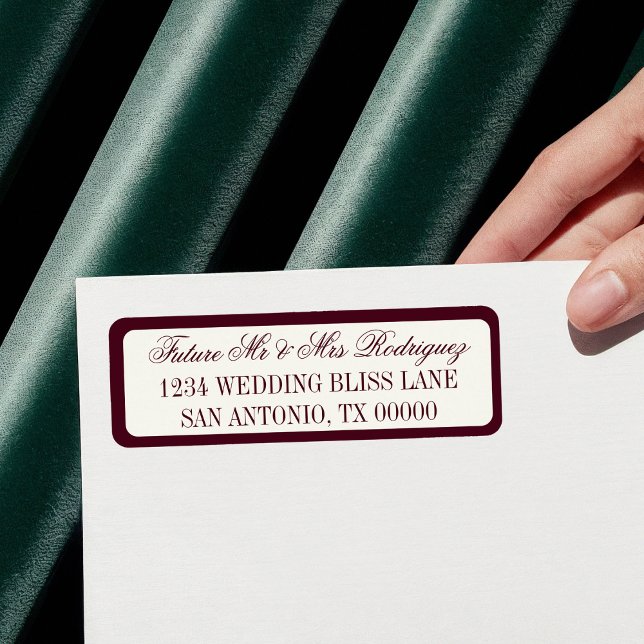 Future Mr & Mrs Rodriguez
1234 WEDDING BLISS LANE
SAN ANTONIO, TX 00000